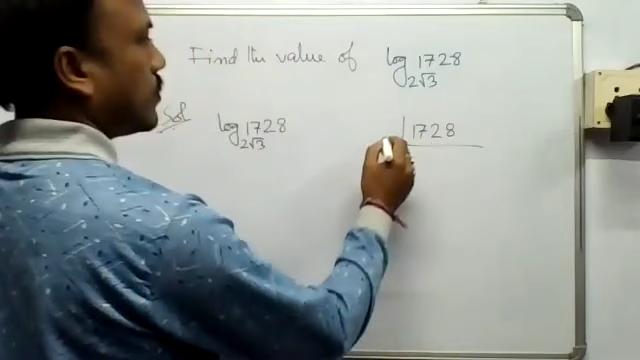 Find the value of log 2√3 1728
Sol
log 2√3 1728
1728